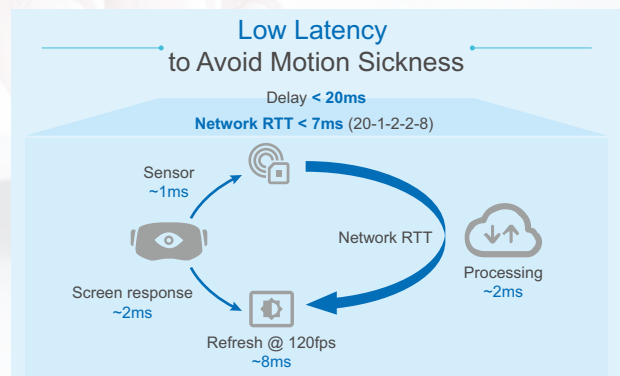 Low Latency
to Avoid Motion Sickness
Delay < 20ms
Network RTT < 7ms (20-1-2-2-8)
Sensor
~1ms
Network RTT
Processing
~2ms
Screen response
~2ms
Refresh @ 120fps
~8ms